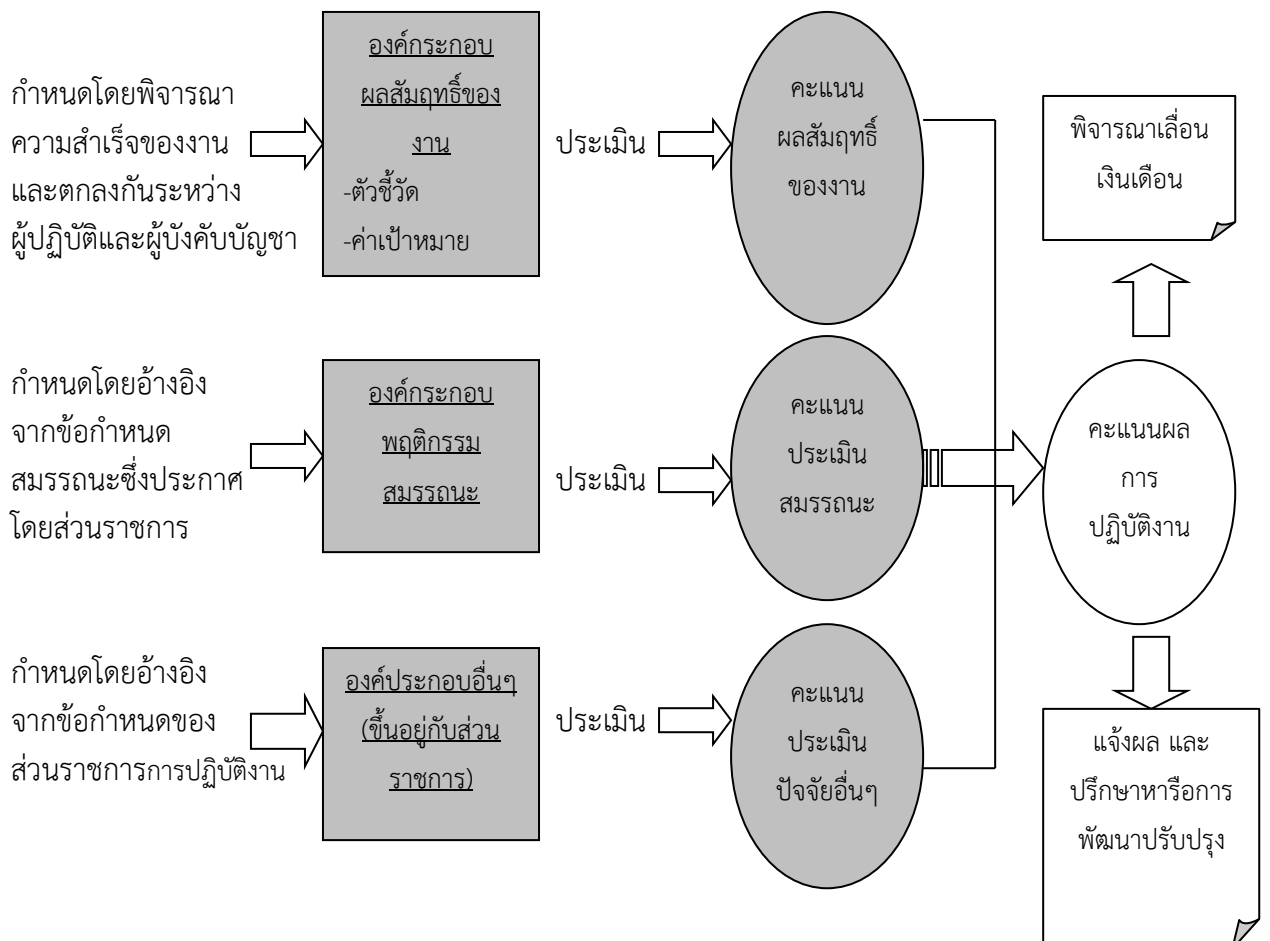 กำหนดโดยพิจารณา
ความสำเร็จของงาน
และตกลงกันระหว่าง
ผู้ปฏิบัติและผู้บังคับบัญชา
องค์กระกอบ
ผลสัมฤทธิ์ของ
งาน
-ตัวชี้วัด
-ค่าเป้าหมาย
ประเมิน
คะแนน
ผลสัมฤทธิ์
ของงาน
พิจารณาเลื่อน
เงินเดือน
กำหนดโดยอ้างอิง
จากข้อกำหนด
สมรรถนะซึ่งประกาศ
โดยส่วนราชการ
องค์กระกอบ
พฤติกรรม
สมรรถนะ
ประเมิน
คะแนน
ประเมิน
สมรรถนะ
คะแนนผล
การ
ปฏิบัติงาน
กำหนดโดยอ้างอิง
จากข้อกำหนดของ
ส่วนราชการการปฏิบัติงาน
องค์ประกอบอื่นๆ
(ขึ้นอยู่กับส่วน
ราชการ)
ประเมิน
คะแนน
ประเมิน
ปัจจัยอื่นๆ
แจ้งผล และ
ปรึกษาหารือการ
พัฒนาปรับปรุง